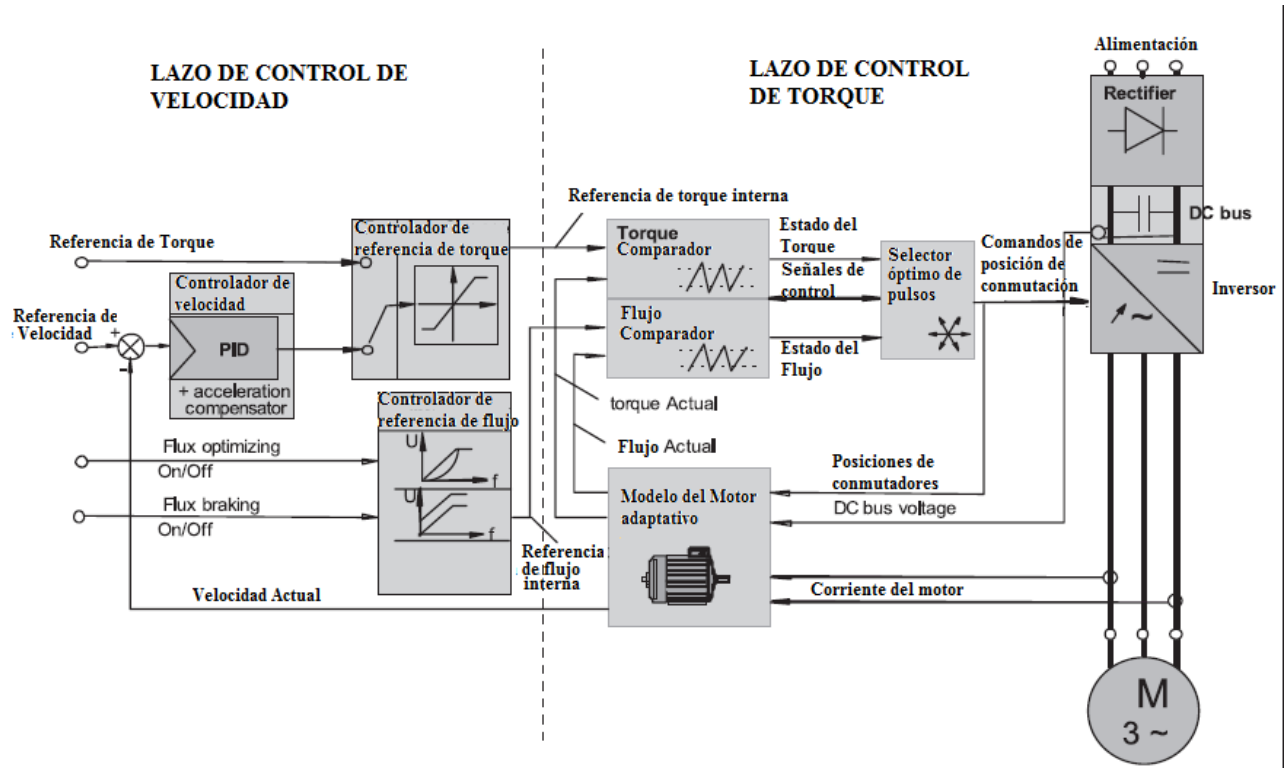 LAZO DE CONTROL DE
VELOCIDAD
LAZO DE CONTROL
DE TORQUE
Alimentación
Rectifier
DC bus
Inversor
Referencia de torque interna
Controlador de
referencia de torque
Referencia de Torque
Controlador de
velocidad
Referencia de
Velocidad
+
-
PID
+ acceleration
compensator
Torque
Comparador
Flujo
Comparador
Estado del
Torque
Señales de
control
Estado del
Flujo
Selector
óptimo de
pulsos
Comandos de
posición de
conmutación
~
torque Actual
Flujo Actual
Controlador de
referencia de flujo
U
f
U
f
Flux optimizing
On/Off
Flux braking
On/Off
Referencia
de flujo
interna
Velocidad Actual
Modelo del Motor
adaptativo
Posiciones de
conmutadores
DC bus voltage
Corriente del motor
M
3 ~